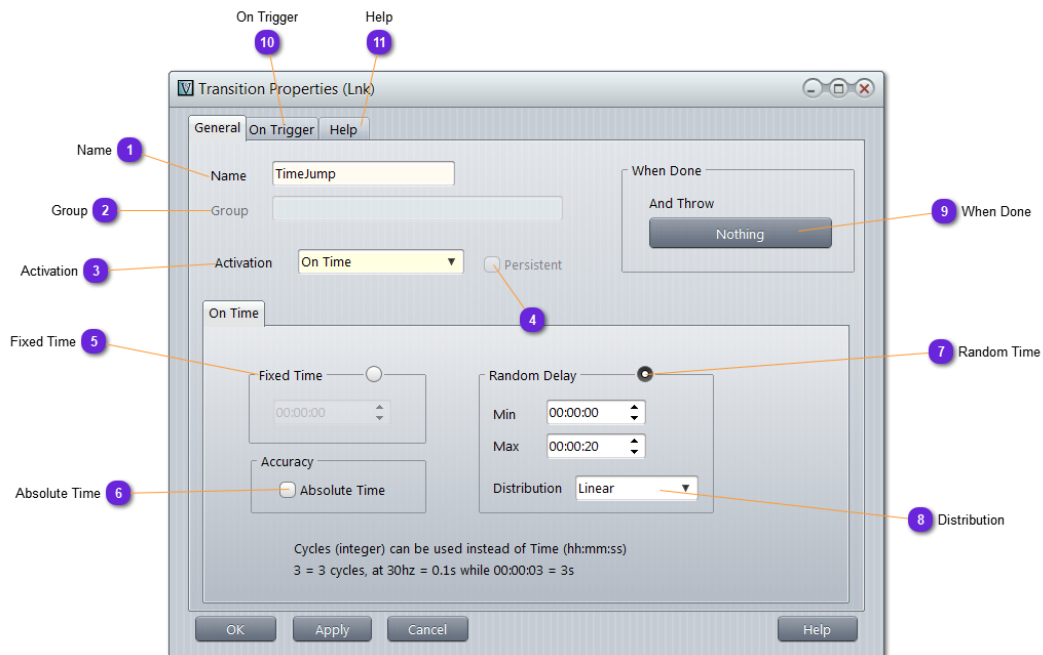 On Trigger
Help
10
11
Transition Properties (Lnk)
General On Trigger Help
Name 1
Name TimeJump
When Done
And Throw
Nothing
9 When Done
Group 2
Group
Activation 3
Activation On Time
Persistent
4
On Time
Fixed Time 5
Fixed Time
00:00:00
Random Delay
7 Random Time
Min 00:00:00
Max 00:00:20
Accuracy
Absolute Time 6
Absolute Time
Distribution Linear
8 Distribution
Cycles (integer) can be used instead of Time (hh:mm:ss)
3 = 3 cycles, at 30hz = 0.1s while 00:00:03 = 3s
OK Apply Cancel Help